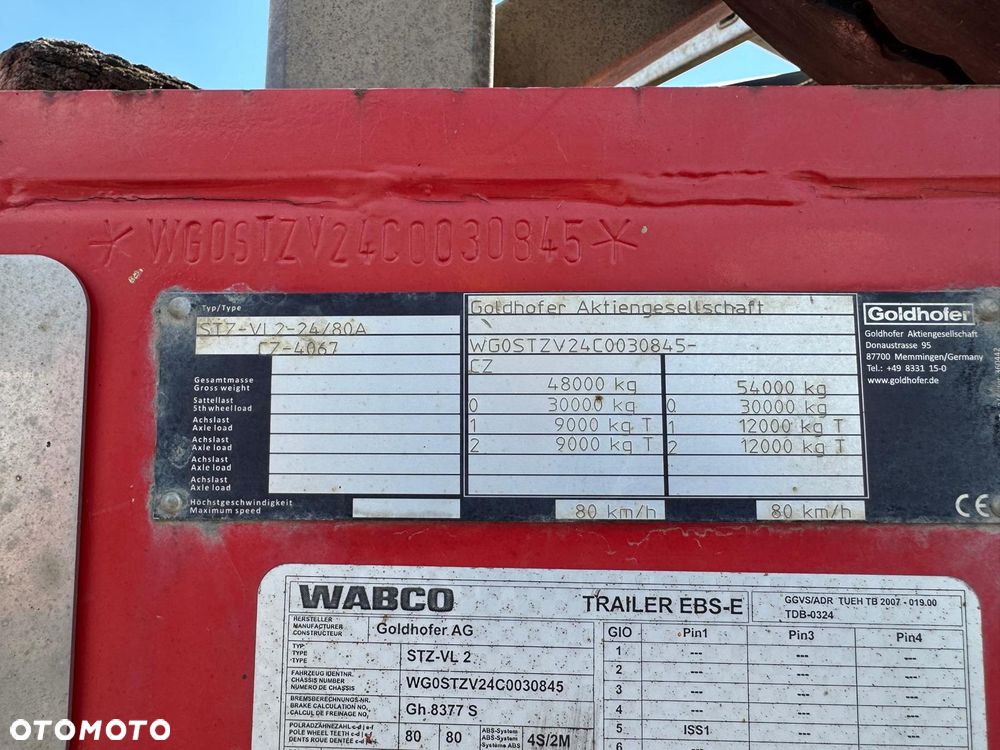 *WG0STZV24C0030845*
Typ/Type
STZ-VL2-24/80A
CZ-4067
Goldhofer Aktiengesellschaft
WG0STZV24C0030845-
CZ
Gesamtmasse
Gross weight
48000 kg 54000 kg
Sattellast
5thwheelload
0 30000 kg 0 30000 kg
Achslast
Axle load
1 9000 kg T 1 12000 kg T
Achslast
Axle load
2 9000 kg T 2 12000 kg T
Achslast
Axle load
Achslast
Axle load
Höchstgeschwindigkeit
Maximum speed
80 km/h 80 km/h
Goldhofer
Goldhofer Aktiengesellschaft
Donaustrasse 95
87700 Memmingen/Germany
Tel.: +49 8331 15-0
www.goldhofer.de
CE
WABCO TRAILER EBS-E
GGVS/ADR TUEH TB 2007 - 019.00
TDB-0324
HERSTELLER
MANUFACTURER
CONSTRUCTEUR
Goldhofer AG
TYP
TYPE
TYPE
STZ-VL 2
FAHRZEUG IDENTNR.
CHASSIS NUMBER
NUMERO DE CHASSIS
WG0STZV24C0030845
BREMSBERECHNUNGS-NR.
BRAKE CALCULATION NO.
CALCUL DE FREINAGE NO.
Gh 8377 S
POLRADZÄHNEZAHL c-d
POLE WHEEL TEETH c-d
DENTS ROUE DENTÉE c-d
80 80
ABS-System
ABS-System
Système ABS
4S/2M
GIO Pin1 Pin3 Pin4
1 --- --- ---
2 --- --- ---
3 --- --- ---
4 --- --- ---
5 ISS1 --- ---
6
OTOMOTO